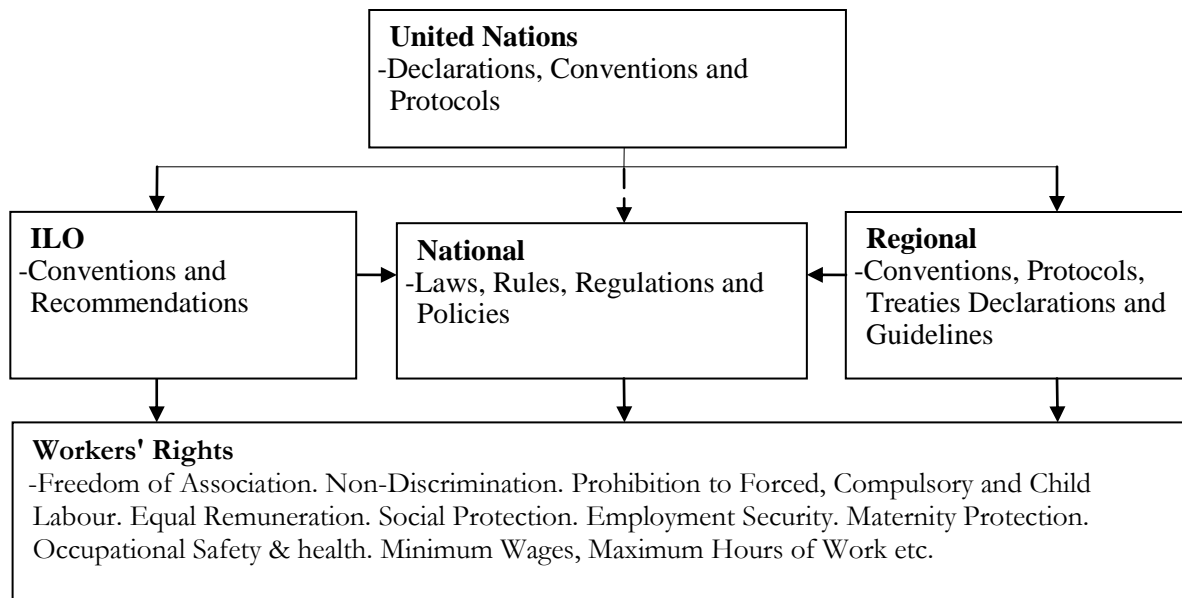 United Nations
-Declarations, Conventions and
Protocols
ILO
-Conventions and
Recommendations
National
-Laws, Rules, Regulations and
Policies
Regional
-Conventions, Protocols,
Treaties Declarations and
Guidelines
Workers' Rights
-Freedom of Association. Non-Discrimination. Prohibition to Forced, Compulsory and Child
Labour. Equal Remuneration. Social Protection. Employment Security. Maternity Protection.
Occupational Safety & health. Minimum Wages, Maximum Hours of Work etc.